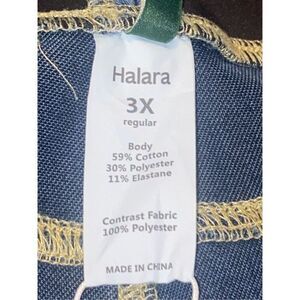 Halara
3X
regular
Body
59% Cotton
30% Polyester
11% Elastane
Contrast Fabric
100% Polyester
MADE IN CHINA